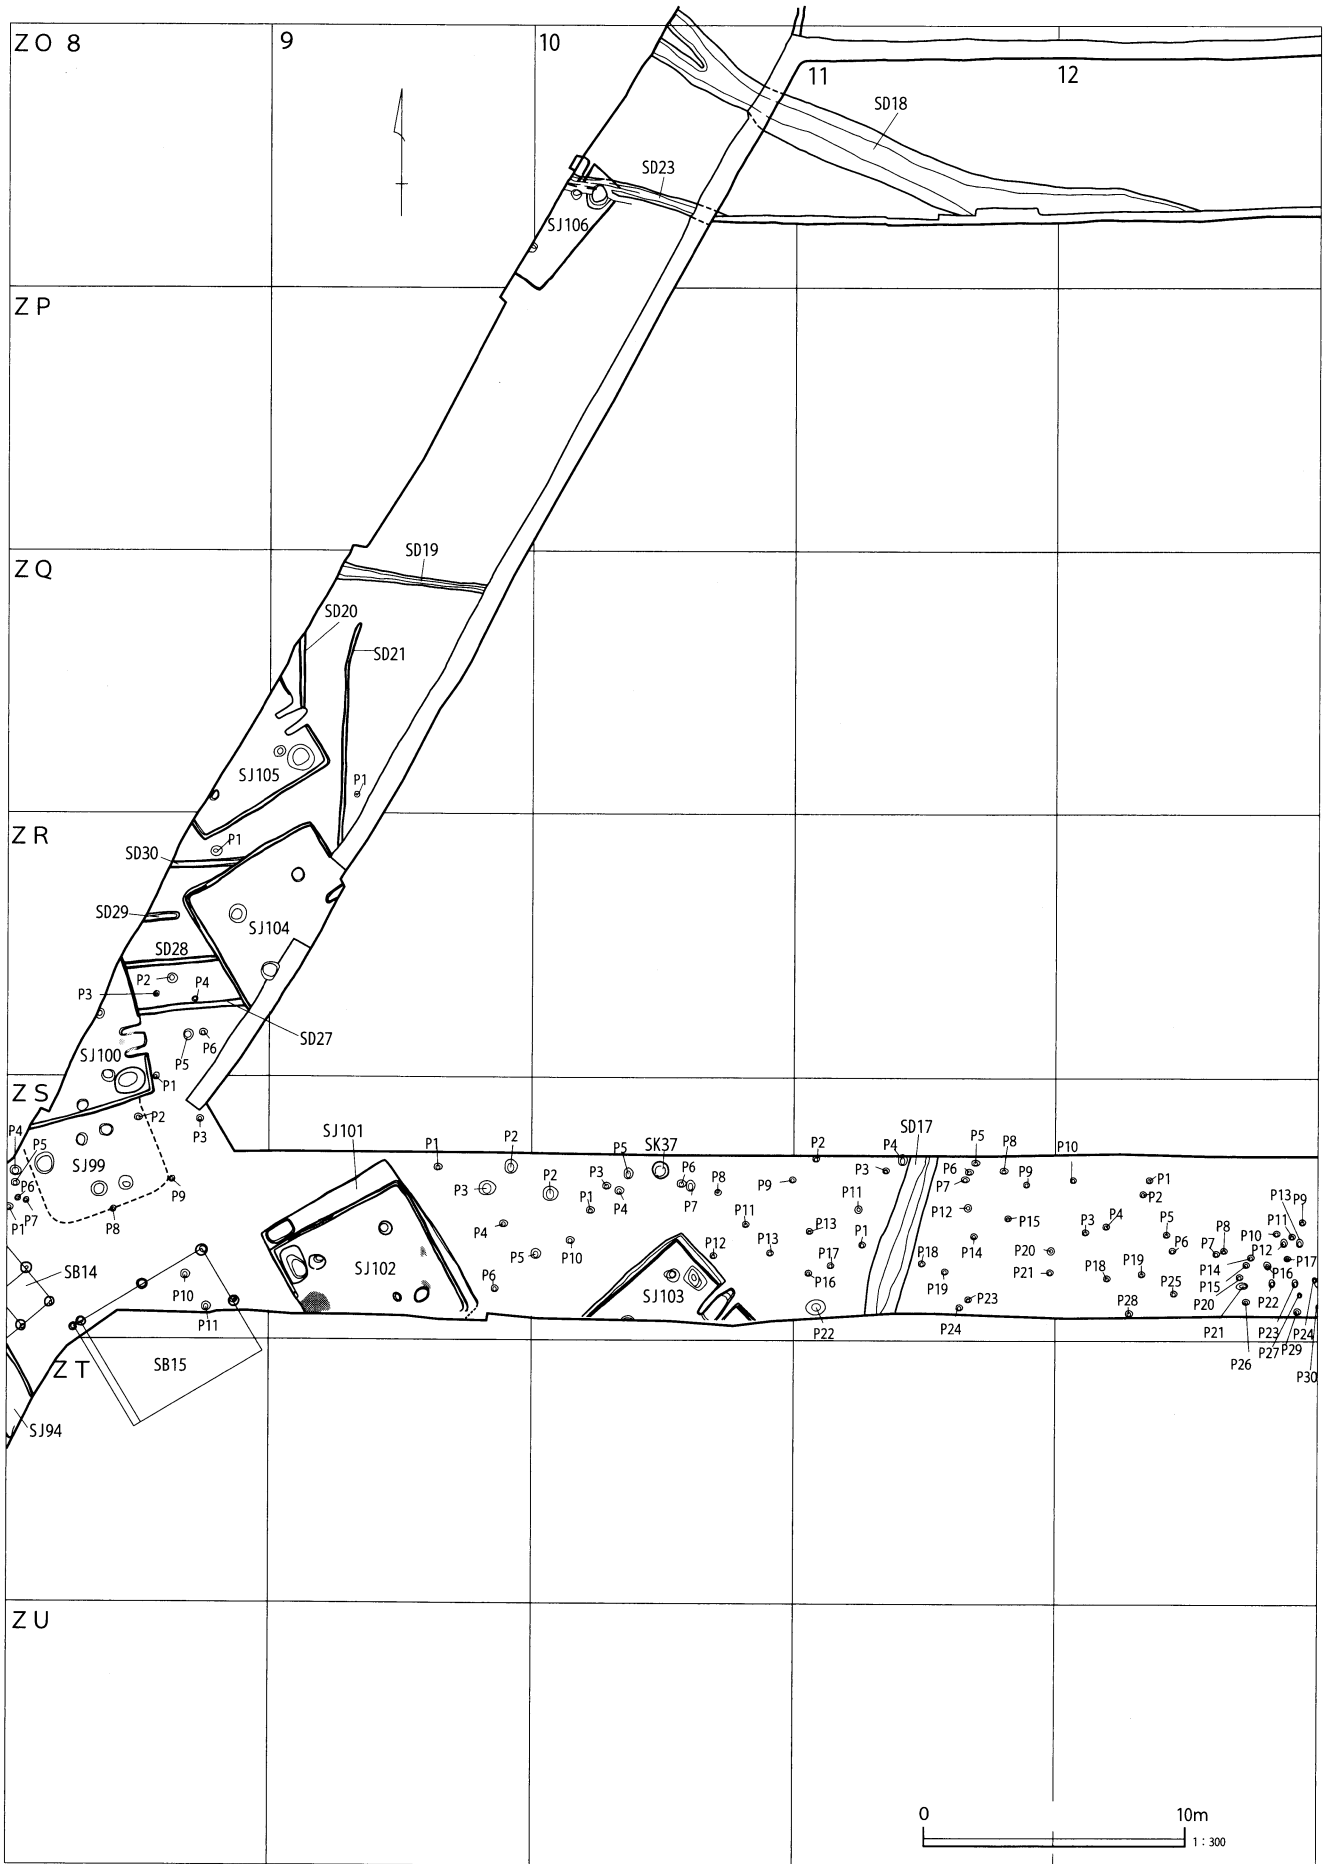 ZO 8
9
10
11
12
SD18
SD23
SJ106
ZP
ZQ
SD19
SD20
SD21
SJ105
P1
ZR
P1
SD30
SD29
SJ104
SD28
P2
P4
P3
SD27
P6
P5
SJ100
P1
ZS
P2
P3
P4
P5
SJ99
P6
P7
P9
P1
P8
SB14
P10
P11
SB15
ZT
SJ94
SJ101
SJ102
P1
P2
P3
P2
P4
P5
P10
P6
P3
P5
P1
P4
SK37
P6
P7
P8
P11
P12
P13
P9
SJ103
P2
P3
P4
SD17
P5
P6
P7
P8
P9
P10
P11
P13
P1
P12
P15
P14
P17
P16
P18
P19
P20
P21
P22
P23
P24
P1
P2
P3
P4
P5
P6
P18
P19
P25
P28
P7
P8
P10
P11
P13
P9
P12
P14
P15
P16
P17
P20
P22
P21
P23
P24
P26
P27
P29
P30
ZU
0
10m
1 : 300